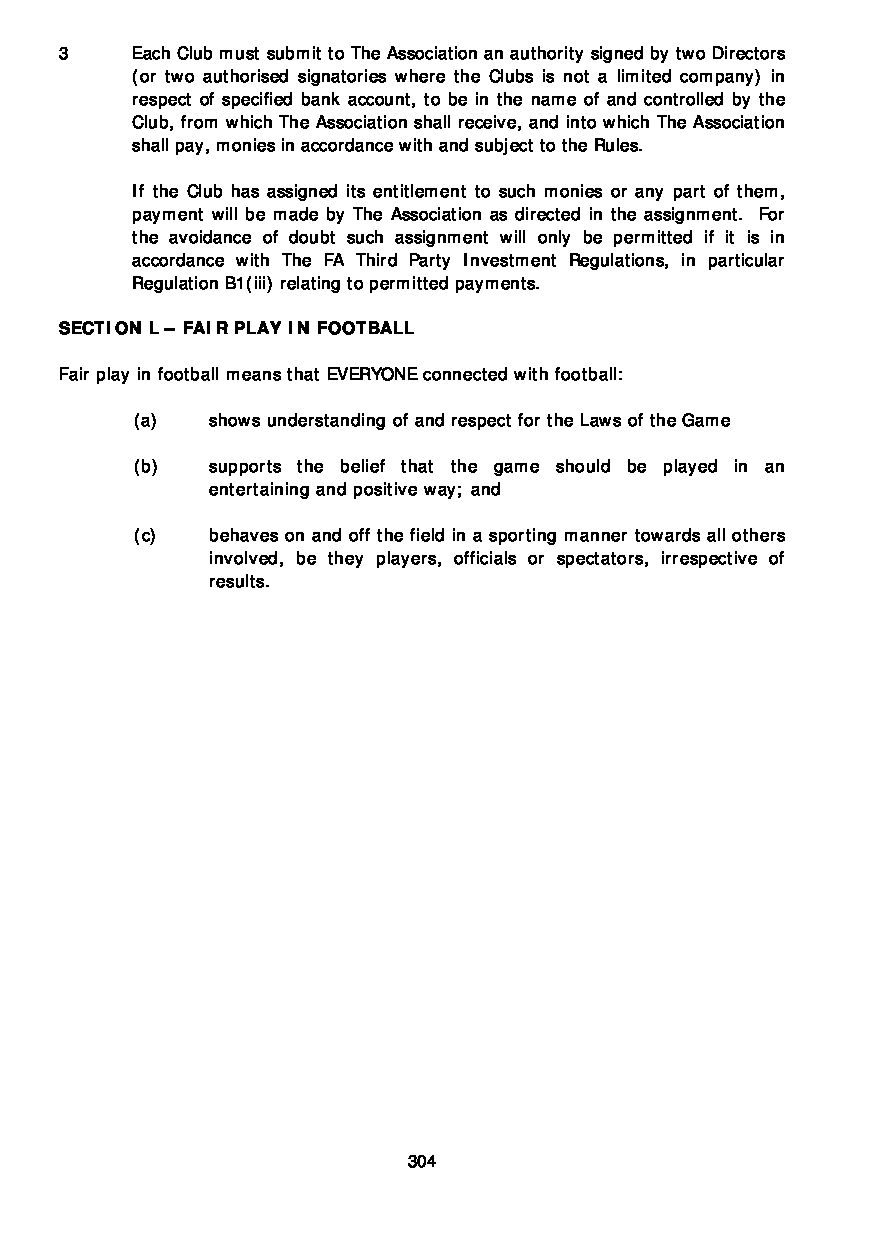 3 Each Club must submit to The Association an authority signed by two Directors
(or two authorised signatories where the Clubs is not a limited company) in
respect of specified bank account, to be in the name of and controlled by the
Club, from which The Association shall receive, and into which The Association
shall pay, monies in accordance with and subject to the Rules.
If the Club has assigned its entitlement to such monies or any part of them,
payment will be made by The Association as directed in the assignment. For
the avoidance of doubt such assignment will only be permitted if it is in
accordance with The FA Third Party Investment Regulations, in particular
Regulation B1(iii) relating to permitted payments.
SECTION L – FAIR PLAY IN FOOTBALL
Fair play in football means that EVERYONE connected with football:
(a) shows understanding of and respect for the Laws of the Game
(b) supports the belief that the game should be played in an
entertaining and positive way; and
(c) behaves on and off the field in a sporting manner towards all others
involved, be they players, officials or spectators, irrespective of
results.
304